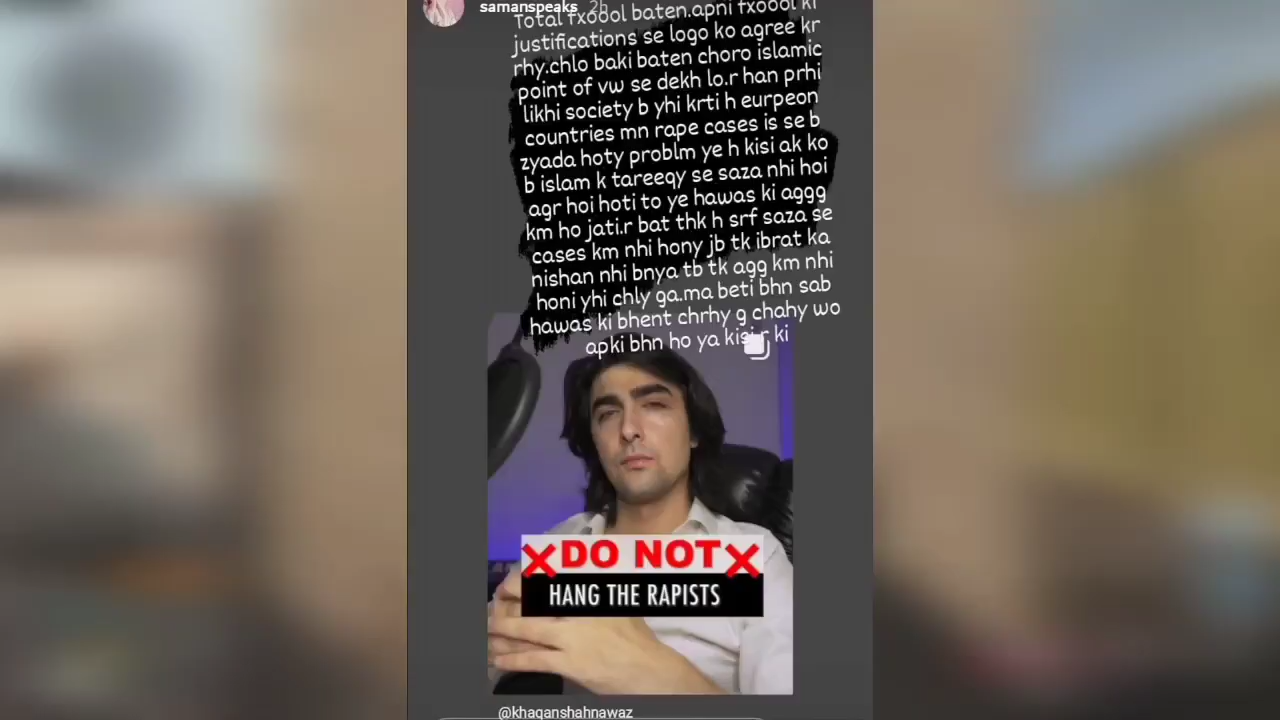 samanspeaks 2h
Total fxoool baten.apni fxoool ki
justifications se logo ko agree kr
rhy.chlo baki baten choro islamic
point of vw se dekh lo.r han prhi
likhi society b yhi krti h eurpeon
countries mn rape cases is se b
zyada hoty problm ye h kisi ak ko
b islam k tareeqy se saza nhi hoi
agr hoi hoti to ye hawas ki aggg
km ho jati.r bat thk h srf saza se
cases km nhi hony jb tk ibrat ka
nishan nhi bnya tb tk agg km nhi
honi yhi chly ga.ma beti bhn sab
hawas ki bhent chrhy g chahy wo
apki bhn ho ya kisi r ki
❌DO NOT❌
HANG THE RAPISTS
@khaqanshahnawaz